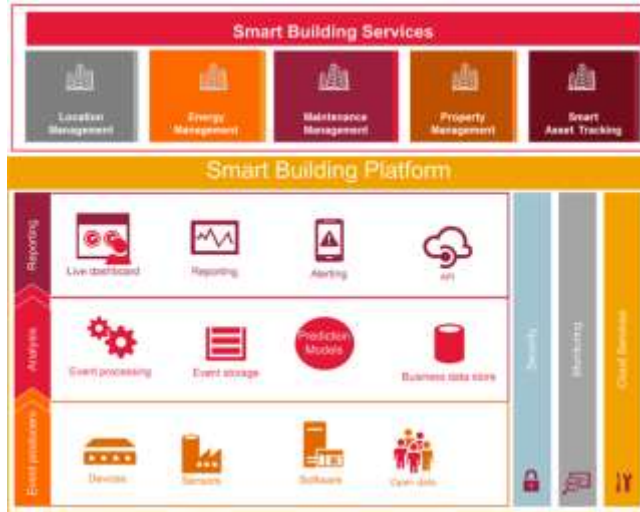 Smart Building Services
Location
Management
Energy
Management
Maintenance
Management
Property
Management
Smart
Asset Tracking
Smart Building Platform
Reporting
Live dashboard
Reporting
Alerting
API
Analysis
Event processing
Event storage
Prediction
Models
Business data store
Event producers
Devices
Sensors
Software
Open data
Security
Monitoring
Cloud Services